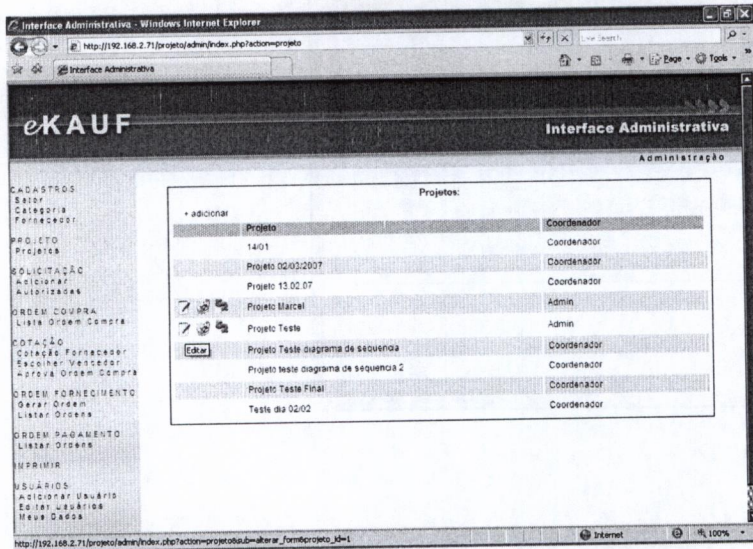 Interface Administrativa - Windows Internet Explorer
http://192.168.2.71/projeto/admin/index.php?action=projeto
Live Search
Interface Administrativa
Page
Tools
eKAUF
Interface Administrativa
Administração
CADASTROS
Setor
Categoria
Fornecedor
PROJETO
Projetos
SOLICITAÇÃO
Adicionar
Autorizadas
ORDEM COMPRA
Lista Ordem Compra
COTAÇÃO
Cotação Fornecedor
Escolher Vencedor
Aprova Ordem Compra
ORDEM FORNECIMENTO
Gerar Ordem
Listar Ordens
ORDEM PAGAMENTO
Listar Ordens
IMPRIMIR
USUÁRIOS
Adicionar Usuário
Editar Usuários
Meus Dados
Projetos:
+ adicionar
Projeto Coordenador
14/01 Coordenador
Projeto 02/03/2007 Coordenador
Projeto 13.02.07 Coordenador
Projeto Marcel Admin
Projeto Teste Admin
Editar
Projeto Teste diagrama de sequencia Coordenador
Projeto teste diagrama de sequencia 2 Coordenador
Projeto Teste Final Coordenador
Teste dia 02/02 Coordenador
http://192.168.2.71/projeto/admin/index.php?action=projeto&sub=alterar_form&projeto_id=1
Internet
100%